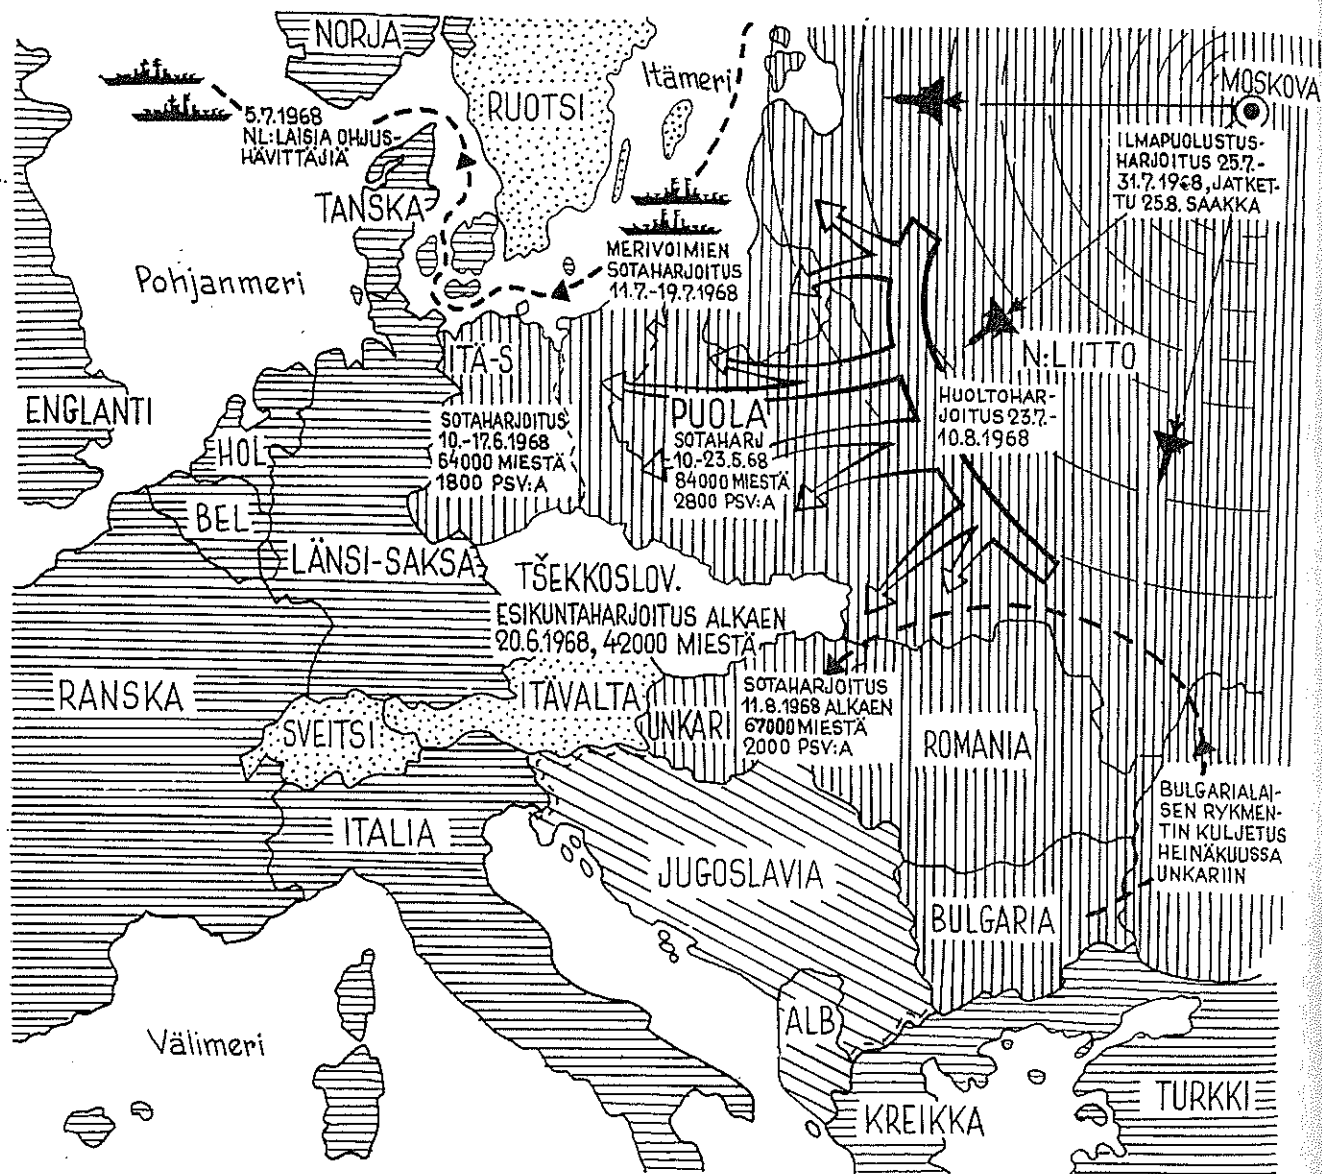 NORJA
RUOTSI
Itämeri
MOSKOVA
5.7.1968
NL:LAISIA OHJUS-
HÄVITTÄJIÄ
ILMAPUOLUSTUS-
HARJOITUS 25.7.-
31.7.1968, JATKET-
TU 25.8. SAAKKA
TANSKA
MERIVOIMIEN
SOTAHARJOITUS
11.7.-19.7.1968
Pohjanmeri
N:LIITTO
ITÄ-S
ENGLANTI
HOL
SOTAHARJOITUS
10.-17.6.1968
64000 MIESTÄ
1800 PSV:A
PUOLA
SOTAHARJ
10.-23.5.68
84000 MIESTÄ
2800 PSV:A
HUOLTOHAR-
JOITUS 23.7.-
10.8.1968
BEL
LÄNSI-SAKSA
TŠEKKOSLOV.
ESIKUNTAHARJOITUS ALKAEN
20.6.1968, 42000 MIESTÄ
RANSKA
SVEITSI
ITÄVALTA
UNKARI
SOTAHARJOITUS
11.8.1968 ALKAEN
67000 MIESTÄ
2000 PSV:A
ROMANIA
BULGARIALAI-
SEN RYKMEN-
TIN KULJETUS
HEINÄKUUSSA
UNKARIIN
ITALIA
JUGOSLAVIA
BULGARIA
ALB
Välimeri
KREIKKA
TURKKI